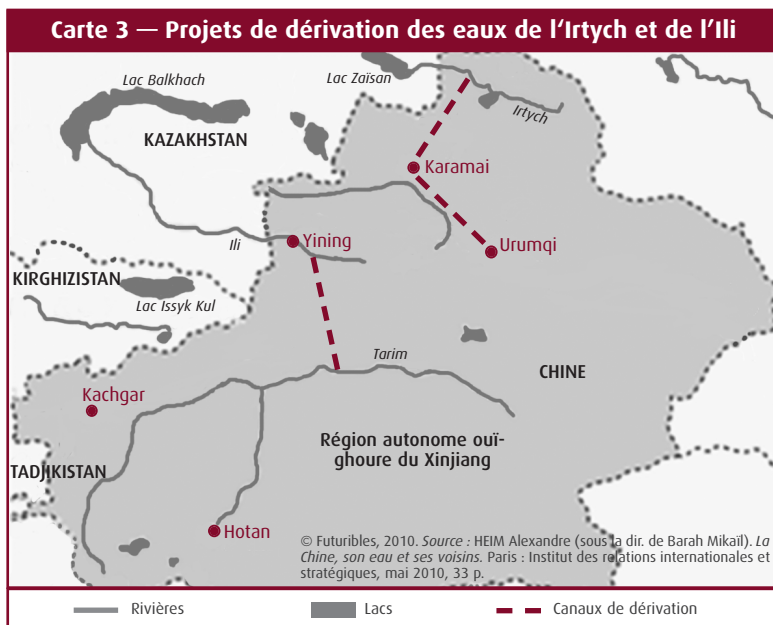 Carte 3 — Projets de dérivation des eaux de l'Irtych et de l'Ili
Lac Balkhach
Lac Zaïsan
Irtych
KAZAKHSTAN
Karamai
Ili
Yining
Urumqi
KIRGHIZISTAN
Lac Issyk Kul
Tarim
CHINE
Kachgar
Région autonome ouï-
ghoure du Xinjiang
TADJIKISTAN
Hotan
© Futuribles, 2010. Source : HEIM Alexandre (sous la dir. de Barah Mikaïl). La
Chine, son eau et ses voisins. Paris : Institut des relations internationales et
stratégiques, mai 2010, 33 p.
Rivières
Lacs
Canaux de dérivation